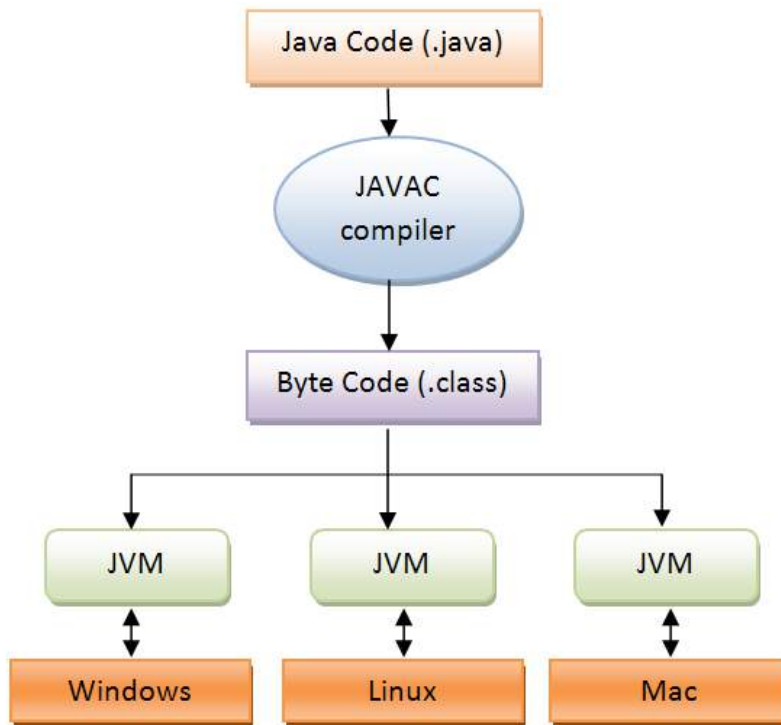 Java Code (.java)
JAVAC
compiler
Byte Code (.class)
JVM
JVM
JVM
Windows
Linux
Mac